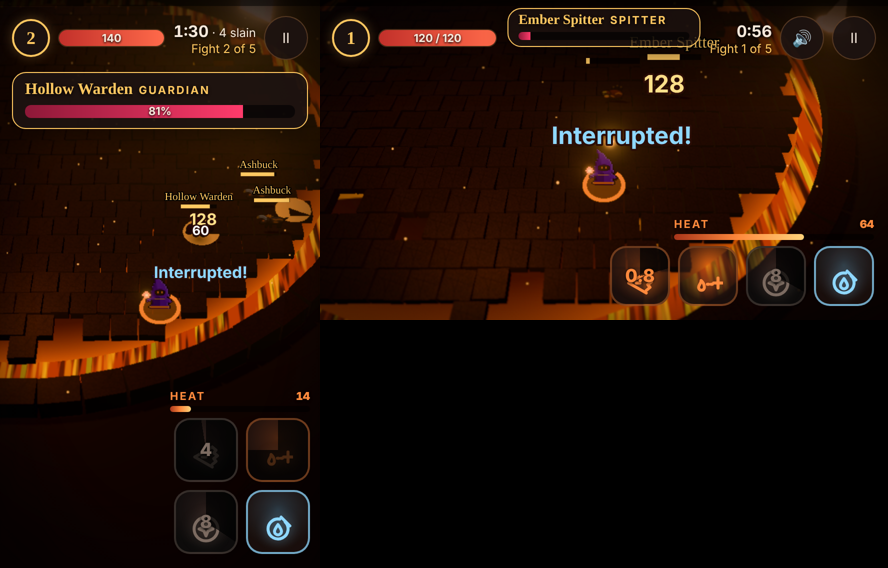 2
140
1:30 · 4 slain
Fight 2 of 5
Hollow Warden GUARDIAN
81%
Ashbuck
Ashbuck
Hollow Warden
128
60
Interrupted!
HEAT 14
4
8
1
120 / 120
Ember Spitter SPITTER
0:56
Fight 1 of 5
Ember Spitter
128
Interrupted!
HEAT 64
0.8
8